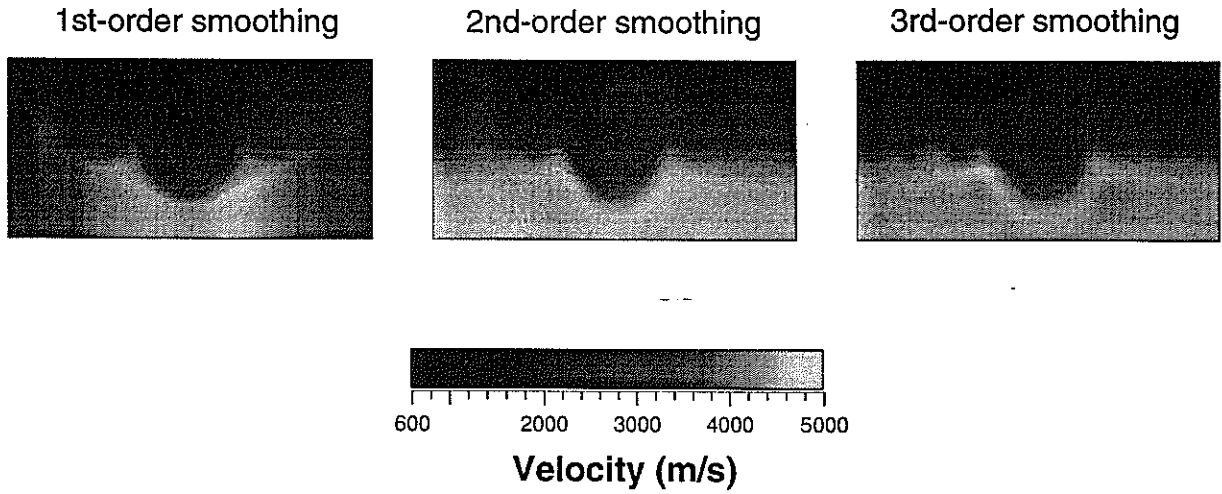 1st-order smoothing
2nd-order smoothing
3rd-order smoothing
600 2000 3000 4000 5000
Velocity (m/s)